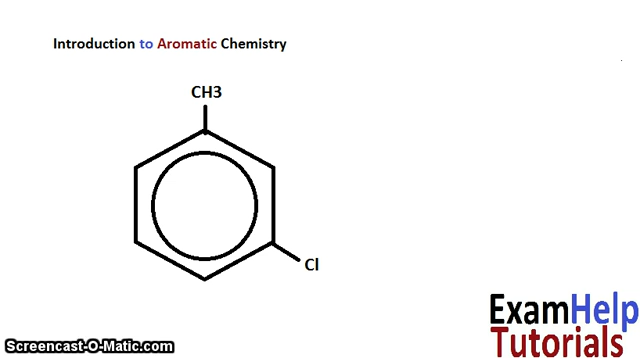 Introduction to Aromatic Chemistry
CH3
Cl
ExamHelp
Tutorials
Screencast-O-Matic.com